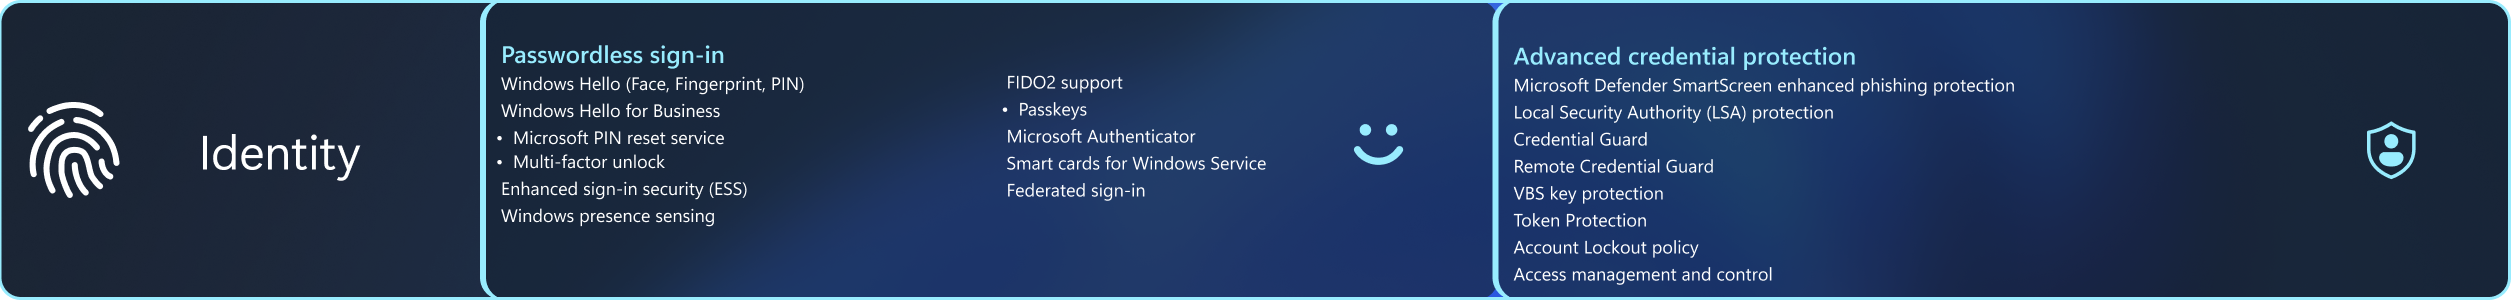 Identity
Passwordless sign-in
Windows Hello (Face, Fingerprint, PIN)
Windows Hello for Business
• Microsoft PIN reset service
• Multi-factor unlock
Enhanced sign-in security (ESS)
Windows presence sensing
FIDO2 support
• Passkeys
Microsoft Authenticator
Smart cards for Windows Service
Federated sign-in
Advanced credential protection
Microsoft Defender SmartScreen enhanced phishing protection
Local Security Authority (LSA) protection
Credential Guard
Remote Credential Guard
VBS key protection
Token Protection
Account Lockout policy
Access management and control